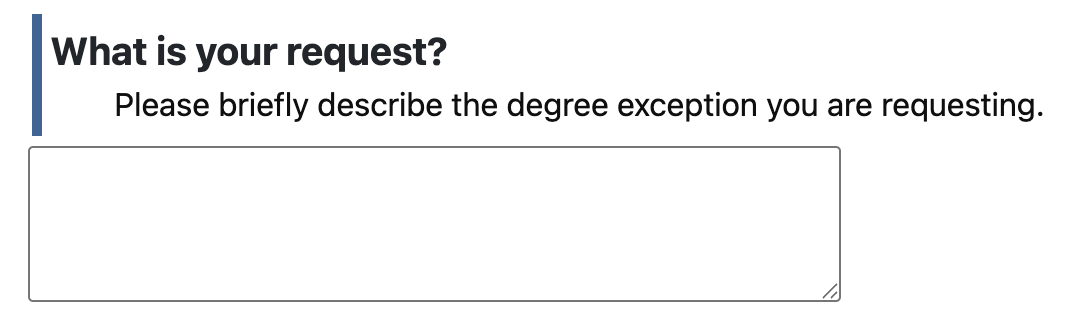 What is your request?
Please briefly describe the degree exception you are requesting.